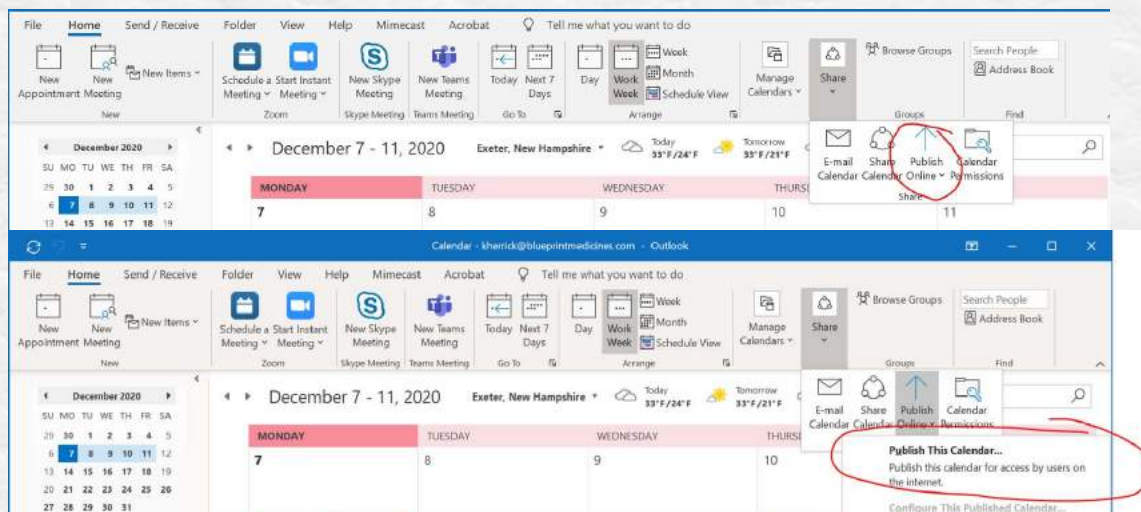 File Home Send / Receive Folder View Help Mimecast Acrobat Tell me what you want to do
New Appointment
New Meeting
New Items
Schedule a Meeting
Start Instant Meeting
New Skype Meeting
New Teams Meeting
Today
Next 7 Days
Day
Work Week
Week
Month
Schedule View
Manage Calendars
Share
Browse Groups
Search People
Address Book
New Zoom Skype Meeting Teams Meeting Go To Arrange Groups Find
E-mail Calendar
Share Calendar
Publish Online
Calendar Permissions
Share
December 2020
SU MO TU WE TH FR SA
29 30 1 2 3 4 5
6 7 8 9 10 11 12
13 14 15 16 17 18 19
December 7 - 11, 2020
Exeter, New Hampshire
Today
33°F/24°F
Tomorrow
33°F/21°F
MONDAY TUESDAY WEDNESDAY THURS
7 8 9 10 11
Calendar - kherrick@blueprintmedicines.com - Outlook
File Home Send / Receive Folder View Help Mimecast Acrobat Tell me what you want to do
New Appointment
New Meeting
New Items
Schedule a Meeting
Start Instant Meeting
New Skype Meeting
New Teams Meeting
Today
Next 7 Days
Day
Work Week
Week
Month
Schedule View
Manage Calendars
Share
Browse Groups
Search People
Address Book
New Zoom Skype Meeting Teams Meeting Go To Arrange Groups Find
E-mail Calendar
Share Calendar
Publish Online
Calendar Permissions
December 2020
SU MO TU WE TH FR SA
29 30 1 2 3 4 5
6 7 8 9 10 11 12
13 14 15 16 17 18 19
20 21 22 23 24 25 26
27 28 29 30 31
December 7 - 11, 2020
Exeter, New Hampshire
Today
33°F/24°F
Tomorrow
33°F/21°F
MONDAY TUESDAY WEDNESDAY THURS
7 8 9 10
Publish This Calendar...
Publish this calendar for access by users on
the internet.
Configure This Published Calendar...